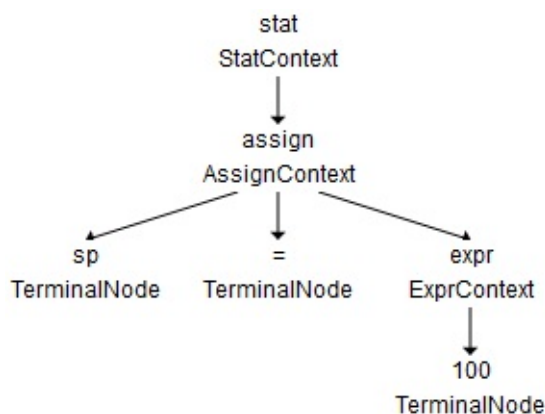 stat
StatContext
assign
AssignContext
sp = expr
TerminalNode TerminalNode ExprContext
100
TerminalNode